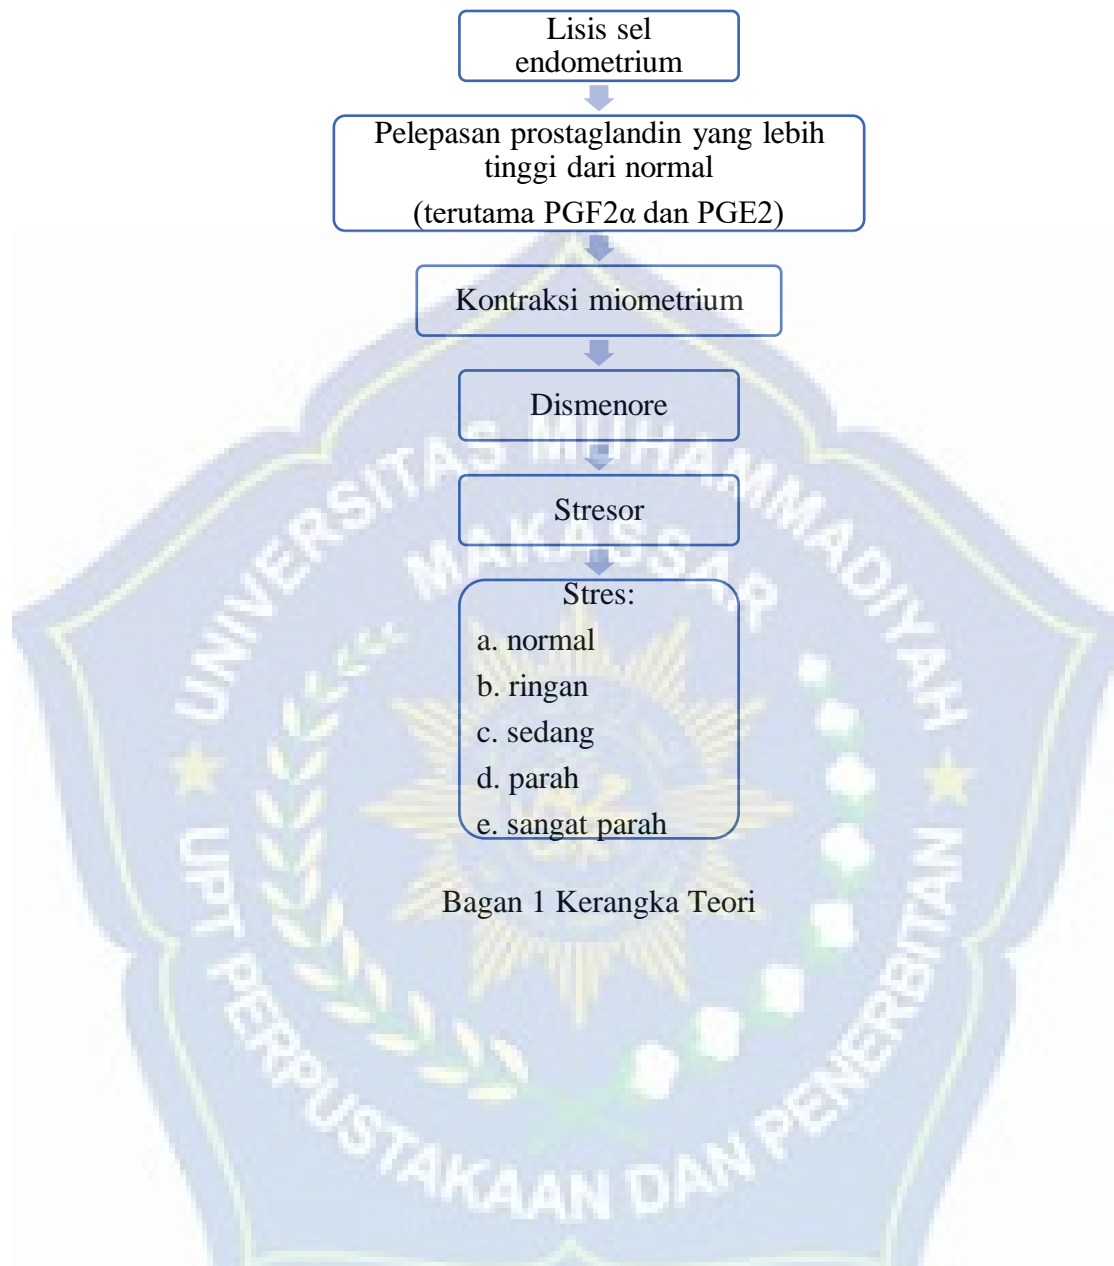 Lisis sel
endometrium
Pelepasan prostaglandin yang lebih
tinggi dari normal
(terutama PGF2α dan PGE2)
Kontraksi miometrium
Dismenore
Stresor
Stres:
a. normal
b. ringan
c. sedang
d. parah
e. sangat parah
Bagan 1 Kerangka Teori
UNIVERSITAS MUHAMMADIYAH
MAKASSAR
UPT PERPUSTAKAAN DAN PENERBITAN